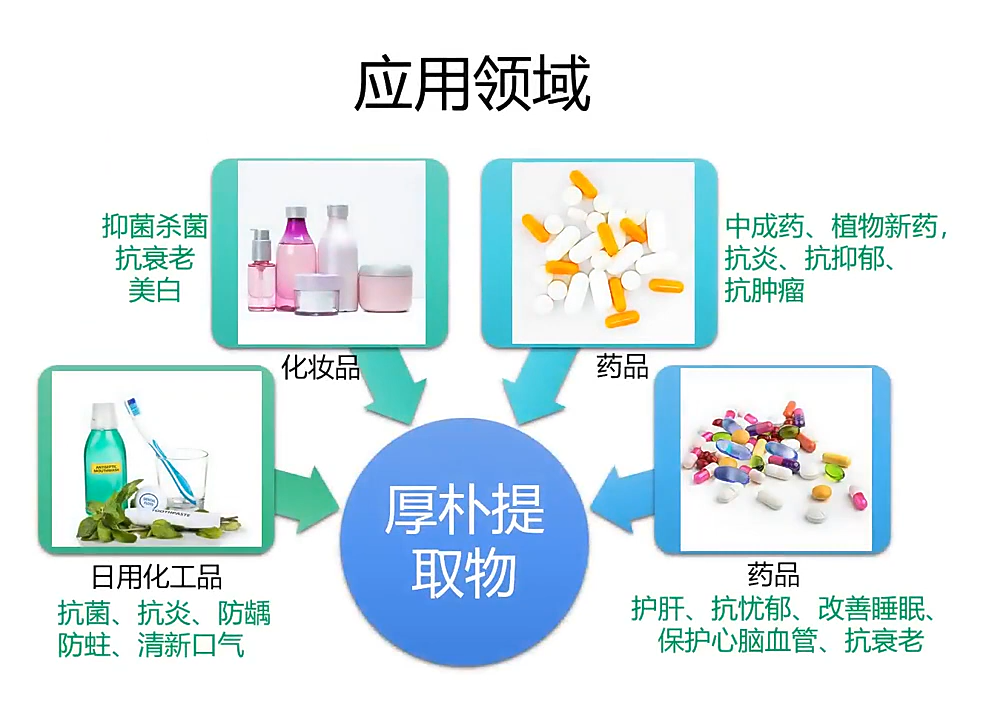 应用领域
抑菌杀菌
抗衰老
美白
化妆品
中成药、植物新药，
抗炎、抗抑郁、
抗肿瘤
药品
ANTISEPTIC
MOUTHWASH
TOOTHPASTE
日用化工品
抗菌、抗炎、防龋
防蛀、清新口气
厚朴提
取物
药品
护肝、抗忧郁、改善睡眠、
保护心脑血管、抗衰老